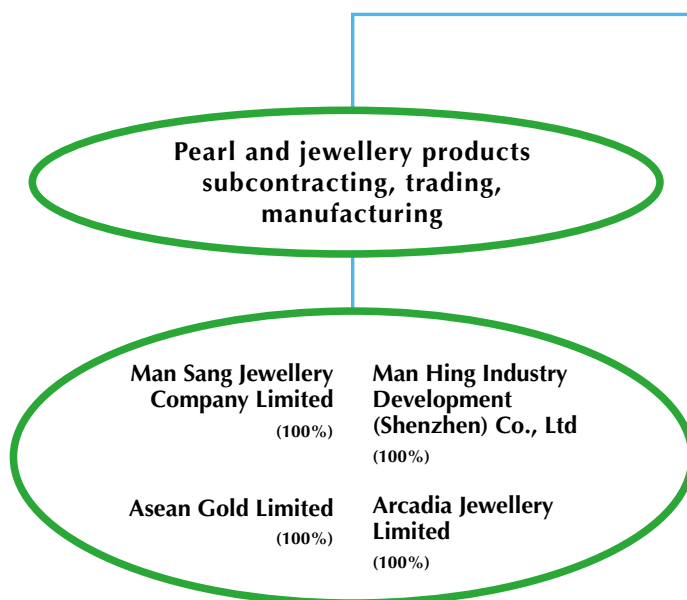 Pearl and jewellery products
subcontracting, trading,
manufacturing
Man Sang Jewellery
Company Limited
(100%)
Man Hing Industry
Development
(Shenzhen) Co., Ltd
(100%)
Asean Gold Limited
(100%)
Arcadia Jewellery
Limited
(100%)